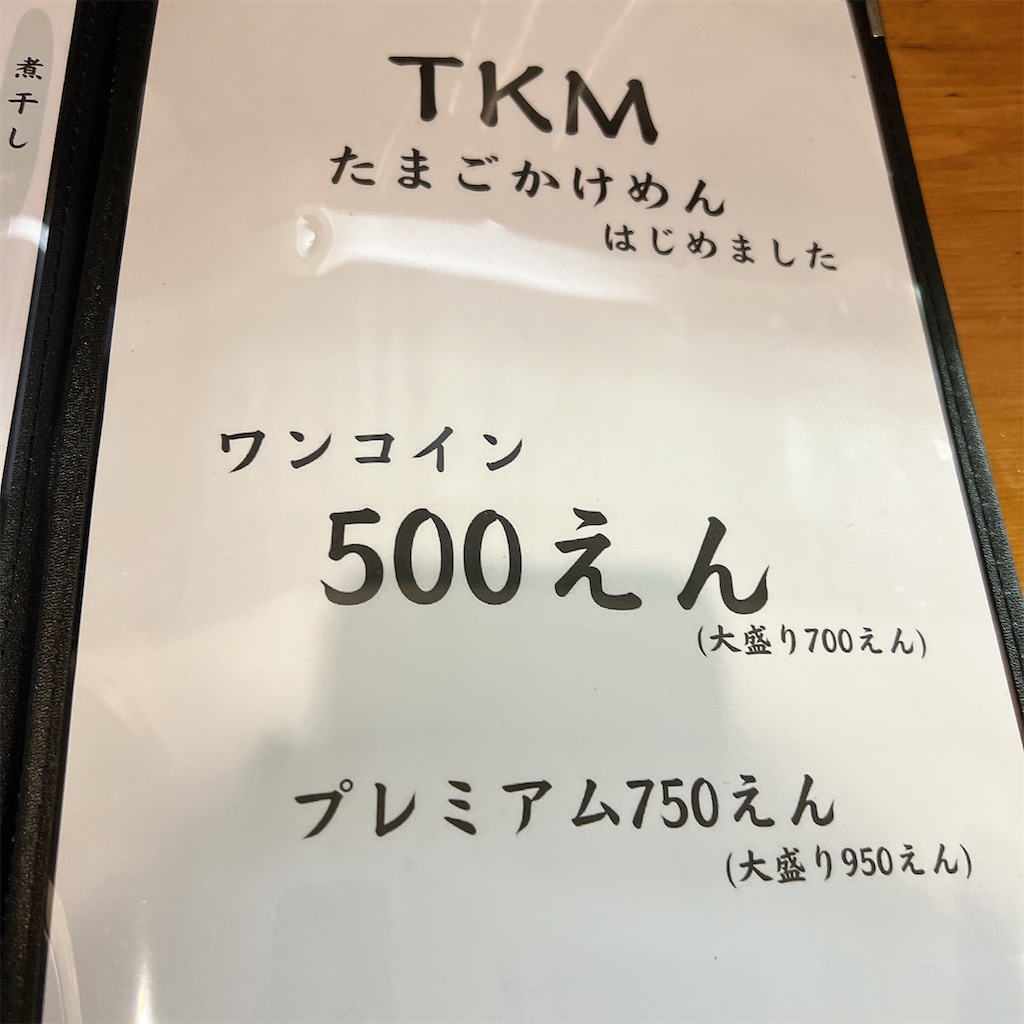 煮干し
TKM
たまごかけめん
はじめました
ワンコイン
500えん
(大盛り700えん)
プレミアム750えん
(大盛り950えん)